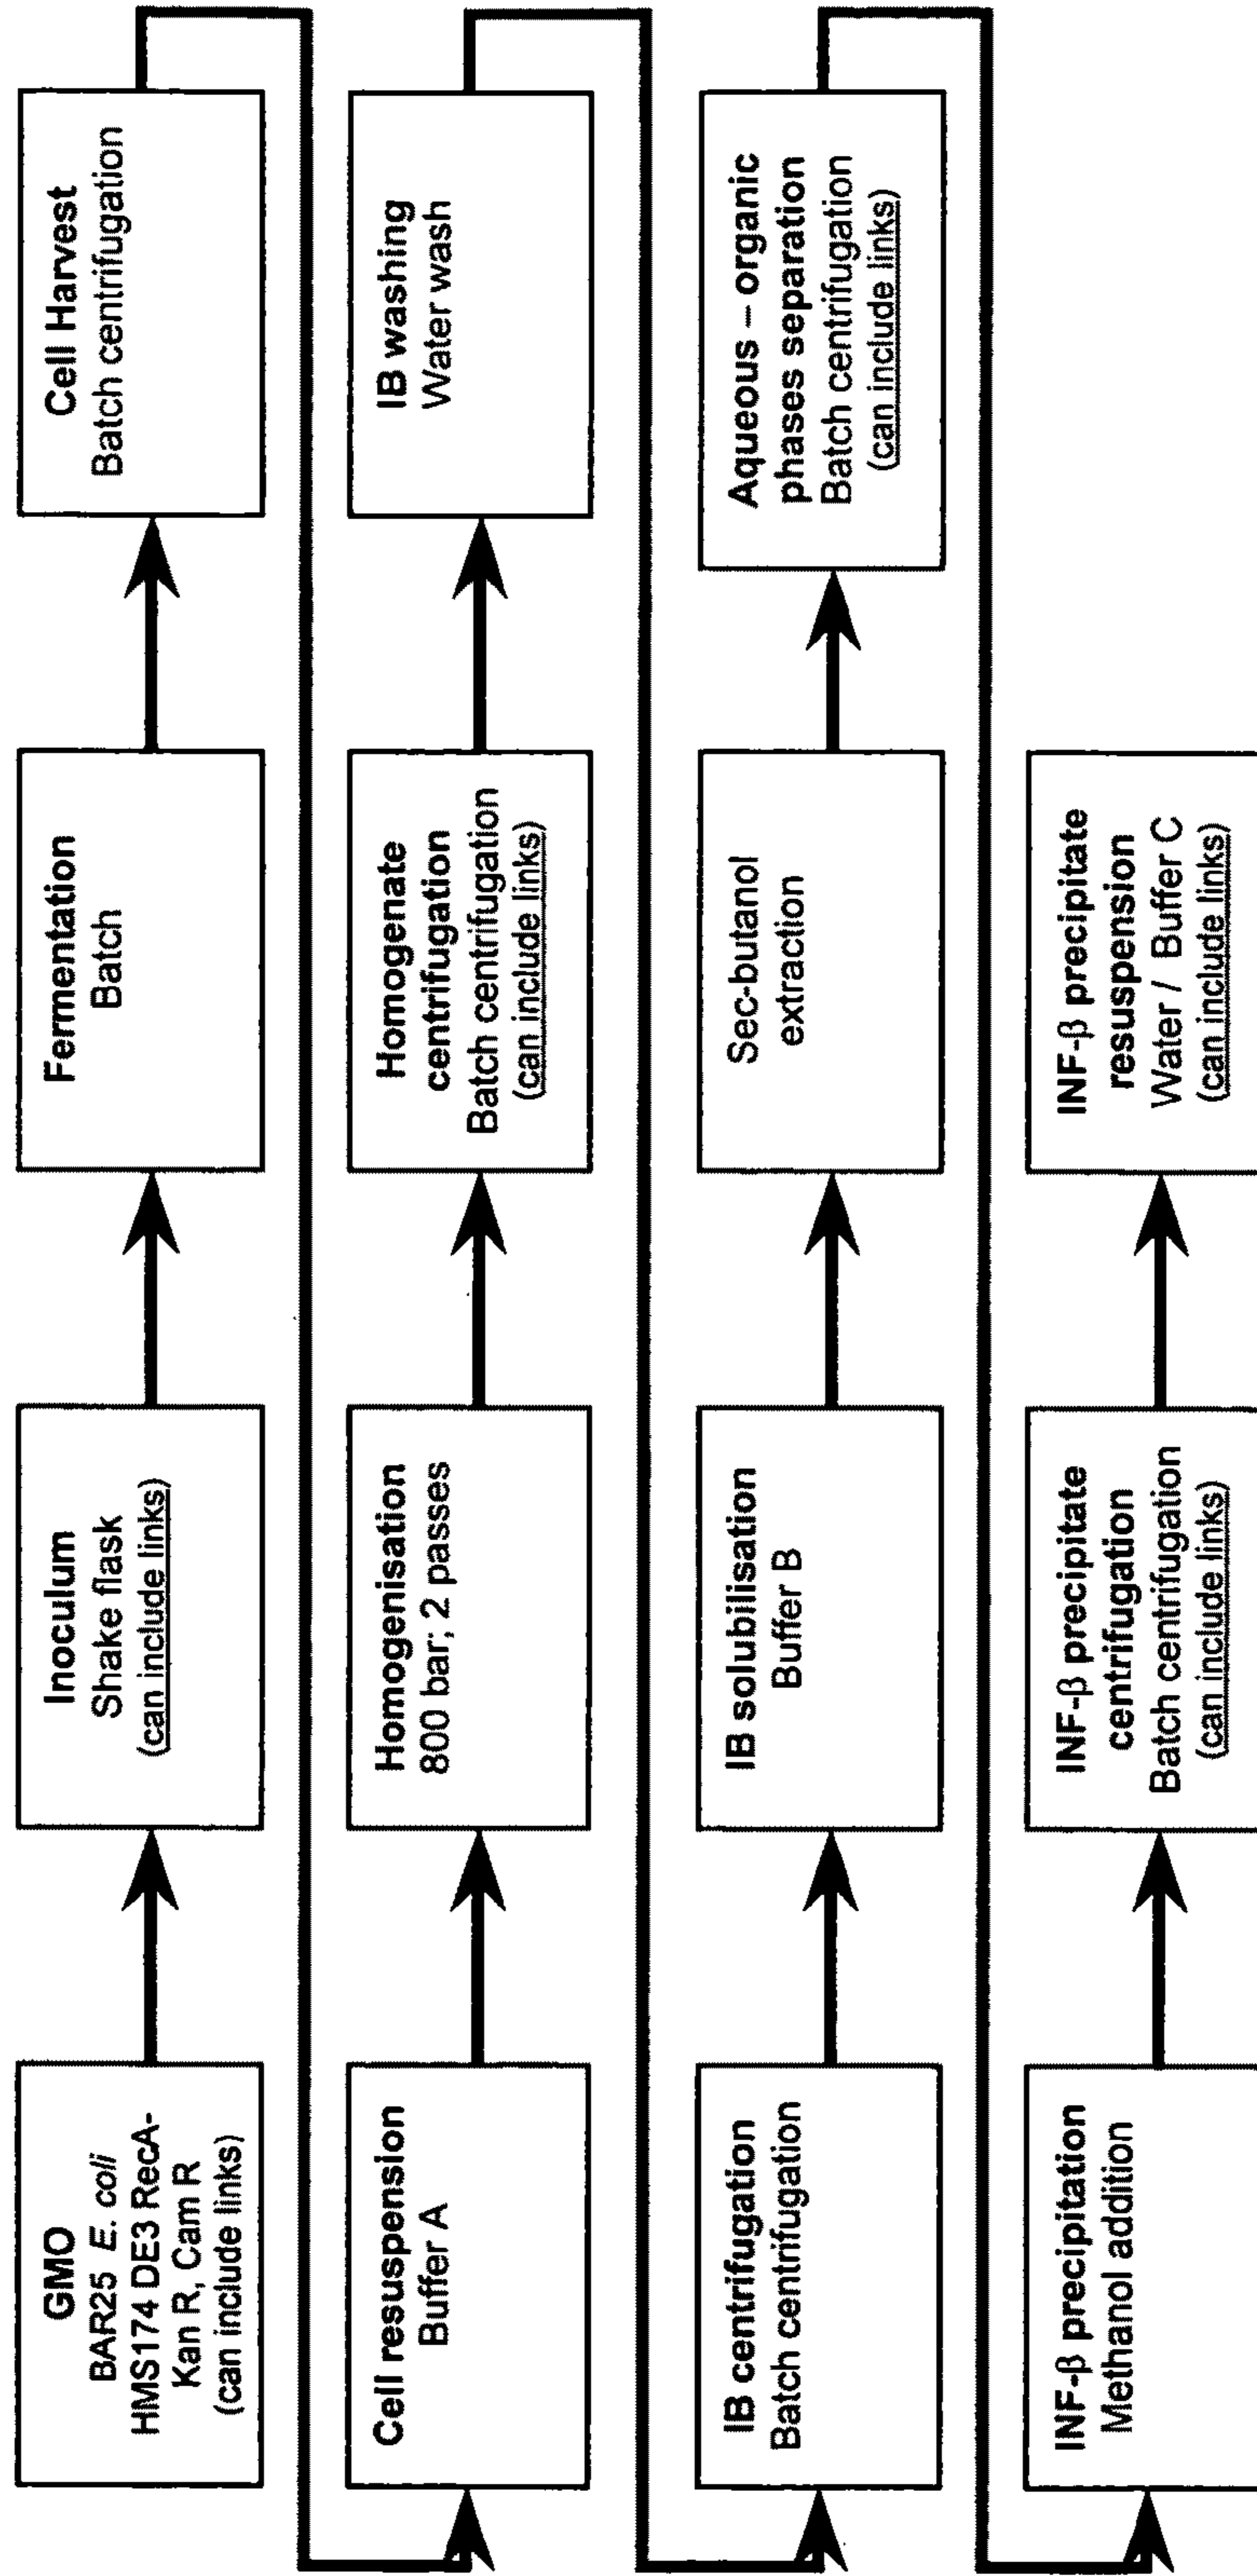 GMO
BAR25 E. coli
HMS174 DE3 RecA-
Kan R, Cam R
(can include links)
Inoculum
Shake flask
(can include links)
Fermentation
Batch
Cell Harvest
Batch centrifugation
Cell resuspension
Buffer A
Homogenisation
800 bar; 2 passes
Homogenate
centrifugation
Batch centrifugation
(can include links)
IB washing
Water wash
IB centrifugation
Batch centrifugation
IB solubilisation
Buffer B
Sec-butanol
extraction
Aqueous – organic
phases separation
Batch centrifugation
(can include links)
INF-β precipitation
Methanol addition
INF-β precipitate
centrifugation
Batch centrifugation
(can include links)
INF-β precipitate
resuspension
Water / Buffer C
(can include links)